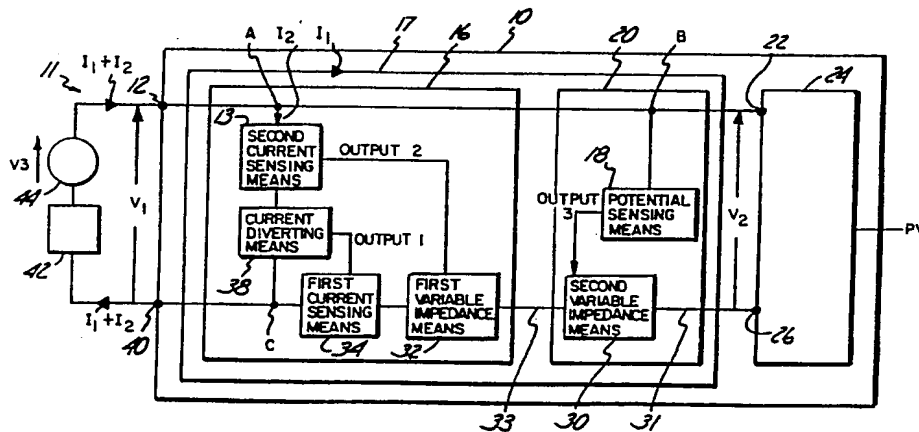 10
17
16
20
A
I2
I1
B
22
24
11
I1+I2
12
13
SECOND
CURRENT
SENSING
MEANS
OUTPUT 2
V3
44
V1
18
OUTPUT
3
POTENTIAL
SENSING
MEANS
V2
PV
CURRENT
DIVERTING
MEANS
OUTPUT 1
42
38
FIRST
CURRENT
SENSING
MEANS
FIRST
VARIABLE
IMPEDANCE
MEANS
SECOND
VARIABLE
IMPEDANCE
MEANS
I1+I2
40
C
34
32
26
33
30
31